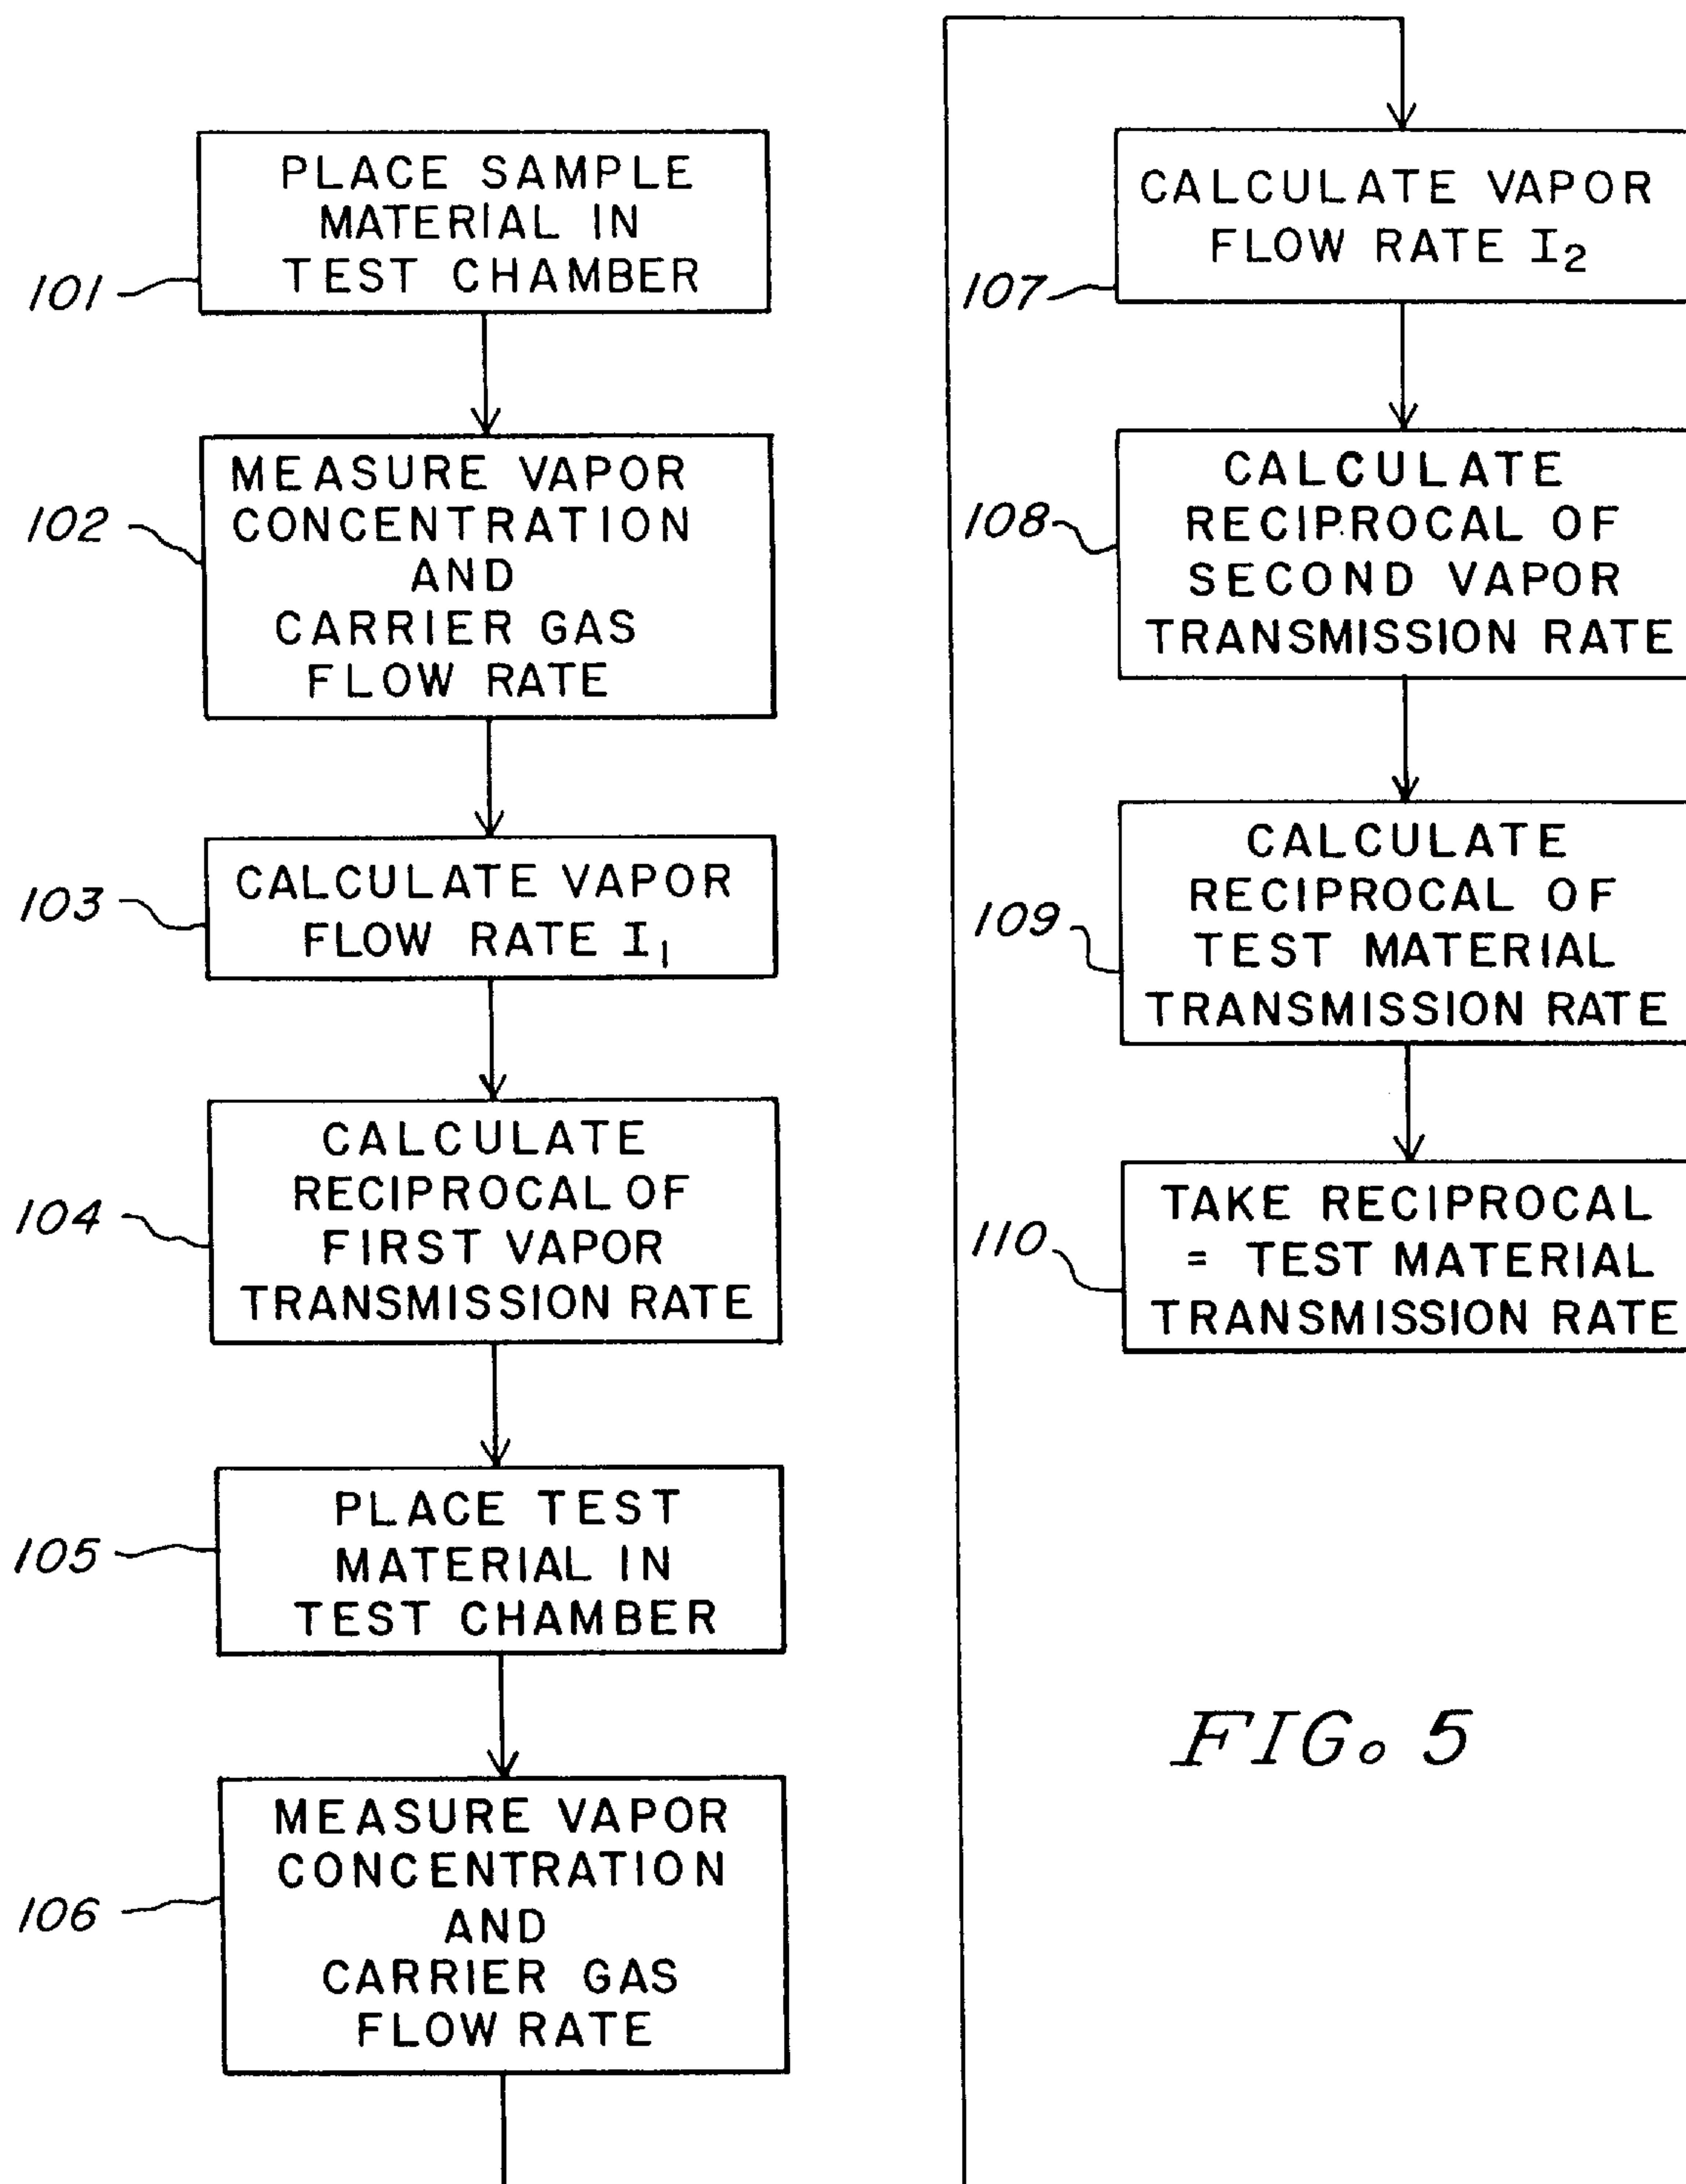 PLACE SAMPLE
MATERIAL IN
TEST CHAMBER
101
MEASURE VAPOR
CONCENTRATION
AND
CARRIER GAS
FLOW RATE
102
CALCULATE VAPOR
FLOW RATE I₁
103
CALCULATE
RECIPROCAL OF
FIRST VAPOR
TRANSMISSION RATE
104
PLACE TEST
MATERIAL IN
TEST CHAMBER
105
MEASURE VAPOR
CONCENTRATION
AND
CARRIER GAS
FLOW RATE
106
CALCULATE VAPOR
FLOW RATE I₂
107
CALCULATE
RECIPROCAL OF
SECOND VAPOR
TRANSMISSION RATE
108
CALCULATE
RECIPROCAL OF
TEST MATERIAL
TRANSMISSION RATE
109
TAKE RECIPROCAL
= TEST MATERIAL
TRANSMISSION RATE
110
FIG. 5